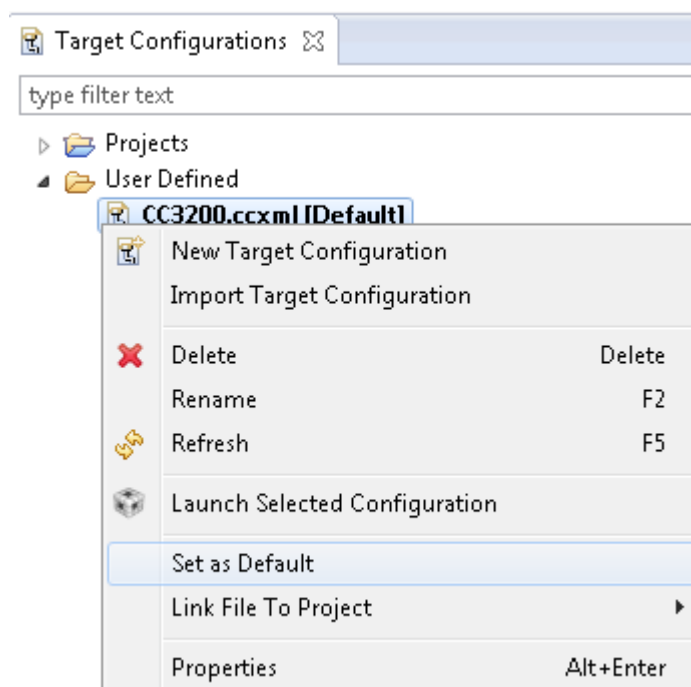 Target Configurations
type filter text
Projects
User Defined
CC3200.ccxml [Default]
New Target Configuration
Import Target Configuration
Delete Delete
Rename F2
Refresh F5
Launch Selected Configuration
Set as Default
Link File To Project
Properties Alt+Enter